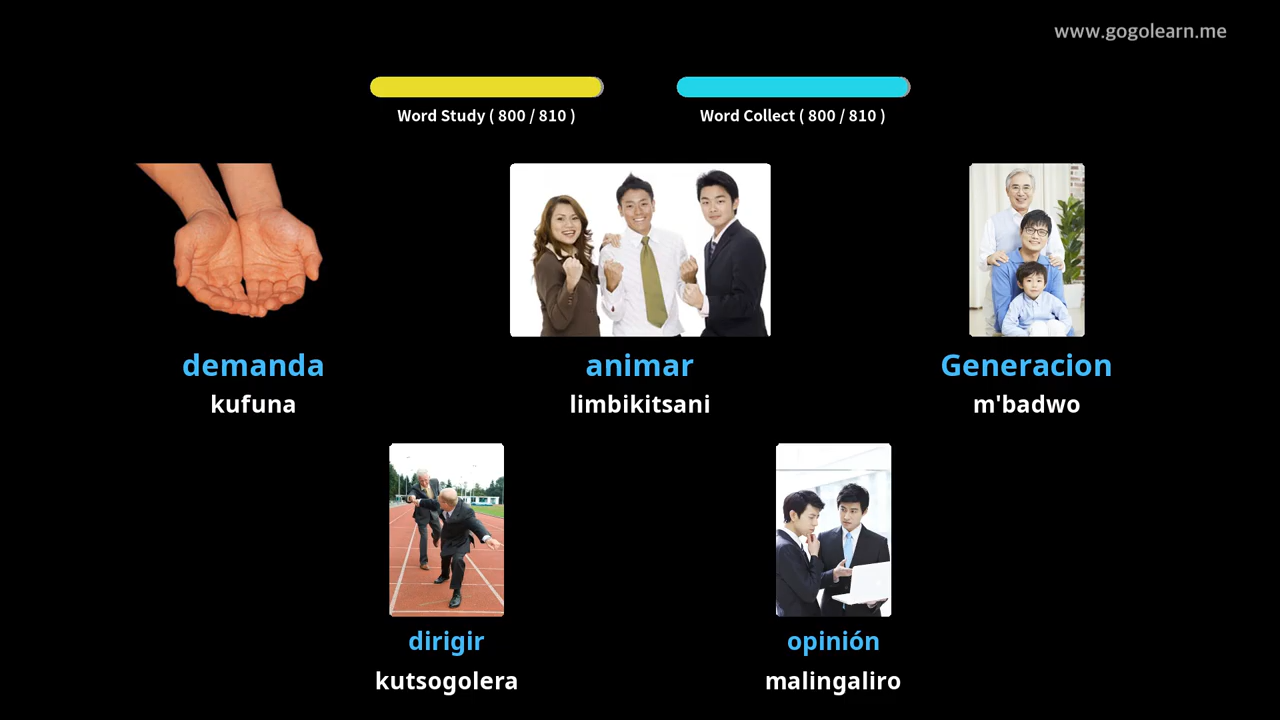 www.gogolearn.me
Word Study ( 800 / 810 )
Word Collect ( 800 / 810 )
demanda
kufuna
animar
limbikitsani
Generacion
m'badwo
dirigir
kutsogolera
opinión
malingaliro